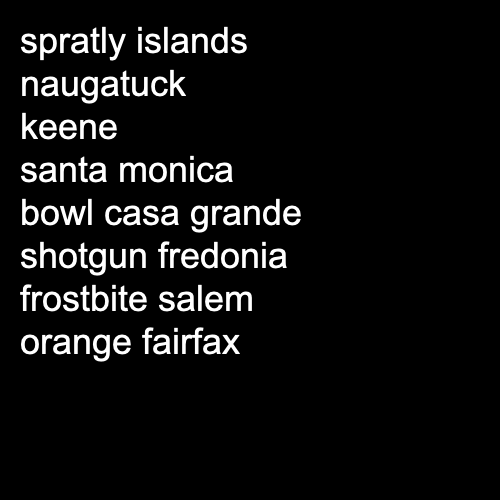 spratly islands
naugatuck
keene
santa monica
bowl casa grande
shotgun fredonia
frostbite salem
orange fairfax